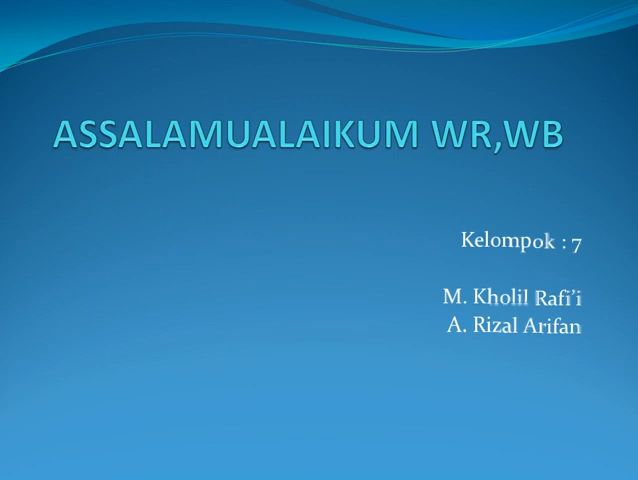 ASSALAMUALAIKUM WR,WB
Kelompok : 7
M. Kholil Rafi'i
A. Rizal Arifan